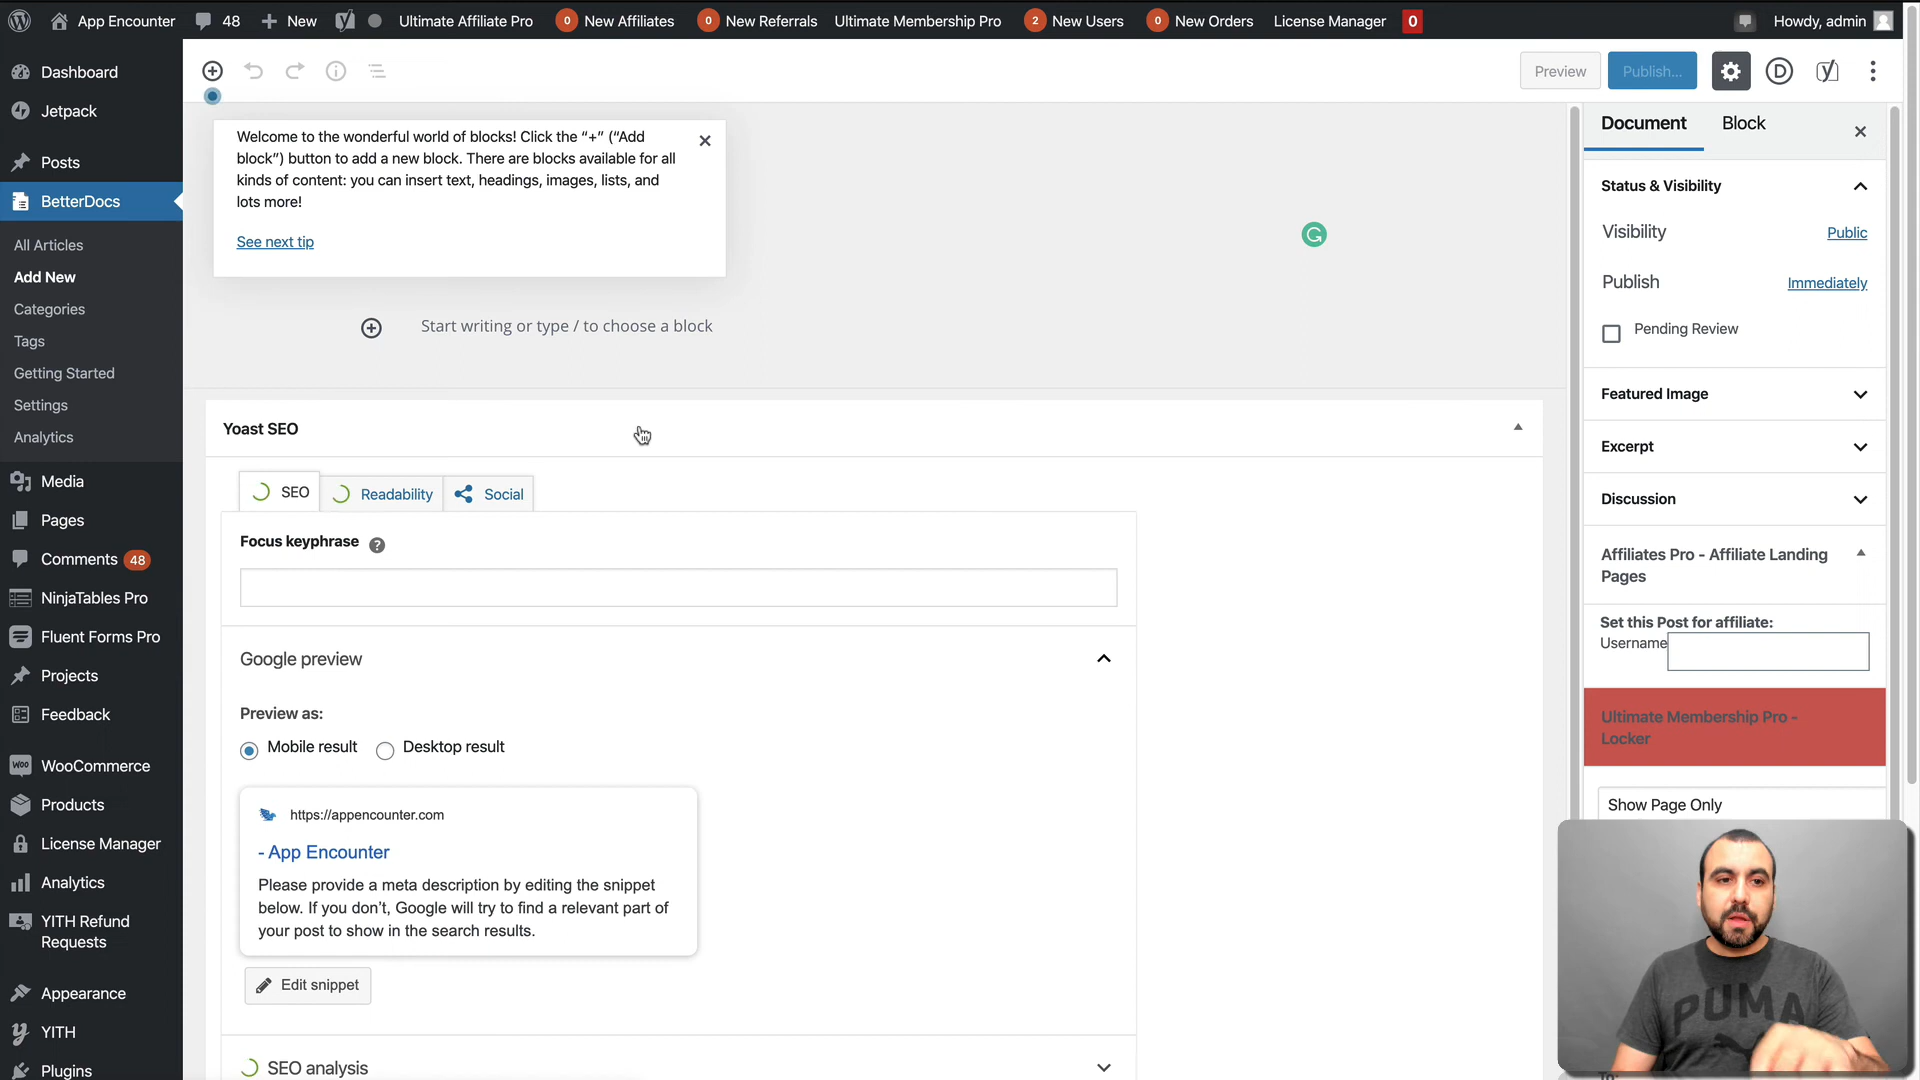 App Encounter 48 New Ultimate Affiliate Pro 0 New Affiliates 0 New Referrals Ultimate Membership Pro 2 New Users 0 New Orders License Manager 0 Howdy, admin
Dashboard
Jetpack
Posts
BetterDocs
All Articles
Add New
Categories
Tags
Getting Started
Settings
Analytics
Media
Pages
Comments 48
NinjaTables Pro
Fluent Forms Pro
Projects
Feedback
WooCommerce
Products
License Manager
Analytics
YITH Refund
Requests
Appearance
YITH
Plugins
Preview
Publish...
Welcome to the wonderful world of blocks! Click the “+” (“Add
block”) button to add a new block. There are blocks available for all
kinds of content: you can insert text, headings, images, lists, and
lots more!
See next tip
Start writing or type / to choose a block
Yoast SEO
SEO Readability Social
Focus keyphrase
Google preview
Preview as:
Mobile result Desktop result
https://appencounter.com
- App Encounter
Please provide a meta description by editing the snippet
below. If you don’t, Google will try to find a relevant part of
your post to show in the search results.
Edit snippet
SEO analysis
Document Block
Status & Visibility
Visibility Public
Publish Immediately
Pending Review
Featured Image
Excerpt
Discussion
Affiliates Pro - Affiliate Landing
Pages
Set this Post for affiliate:
Username
Ultimate Membership Pro -
Locker
Show Page Only
PUMA